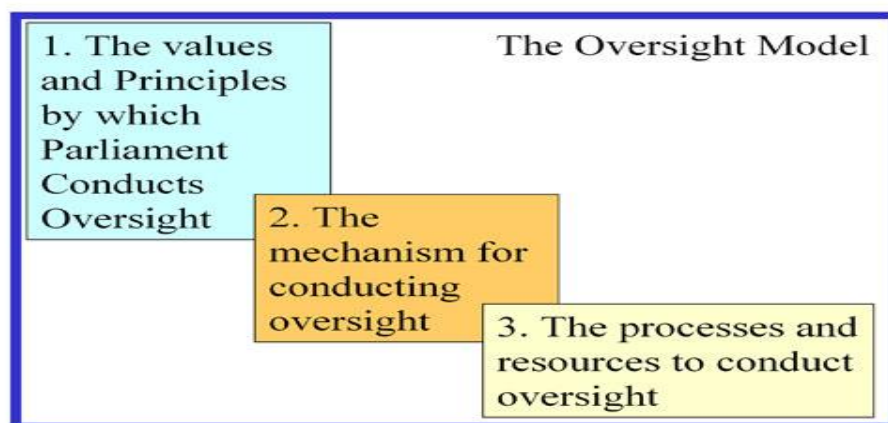 The Oversight Model
1. The values
and Principles
by which
Parliament
Conducts
Oversight
2. The
mechanism for
conducting
oversight
3. The processes and
resources to conduct
oversight